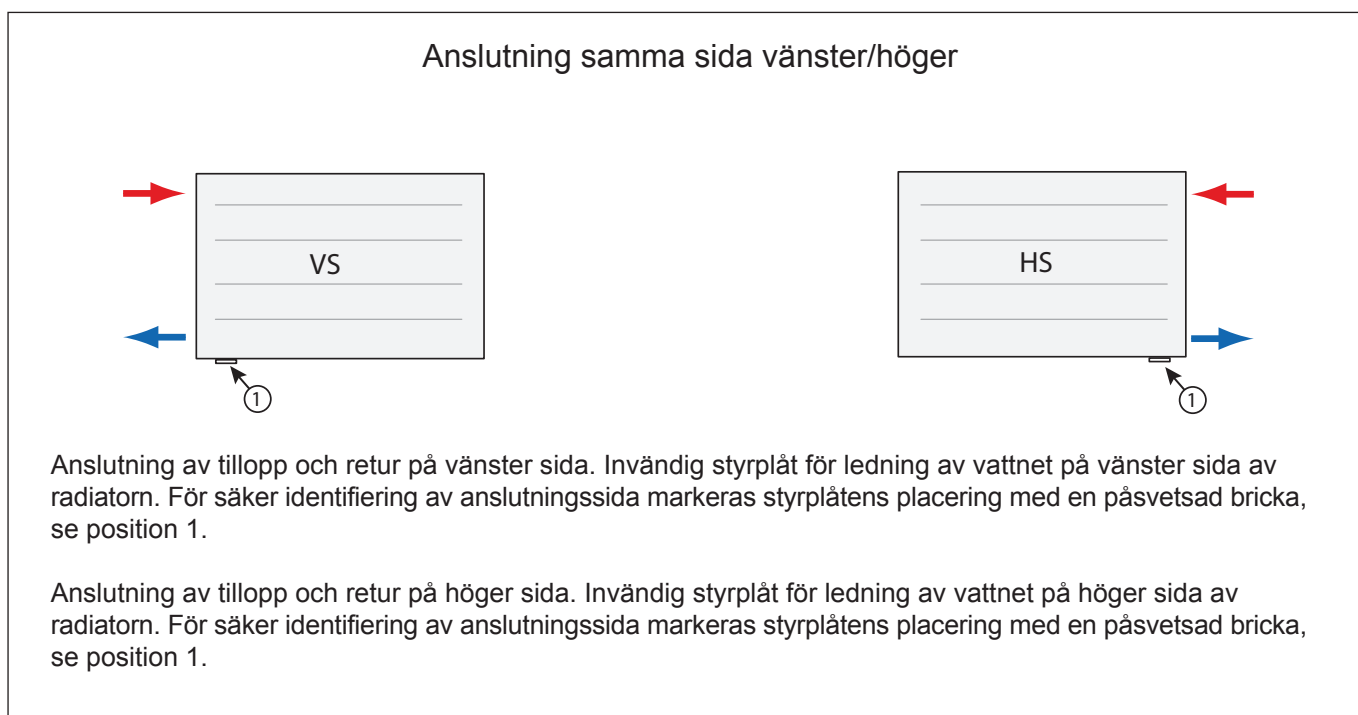 Anslutning samma sida vänster/höger
VS
HS
1
1
Anslutning av tillopp och retur på vänster sida. Invändig styrplåt för ledning av vattnet på vänster sida av
radiatorn. För säker identifiering av anslutningssida markeras styrplåtens placering med en påsvetsad bricka,
se position 1.
Anslutning av tillopp och retur på höger sida. Invändig styrplåt för ledning av vattnet på höger sida av
radiatorn. För säker identifiering av anslutningssida markeras styrplåtens placering med en påsvetsad bricka,
se position 1.